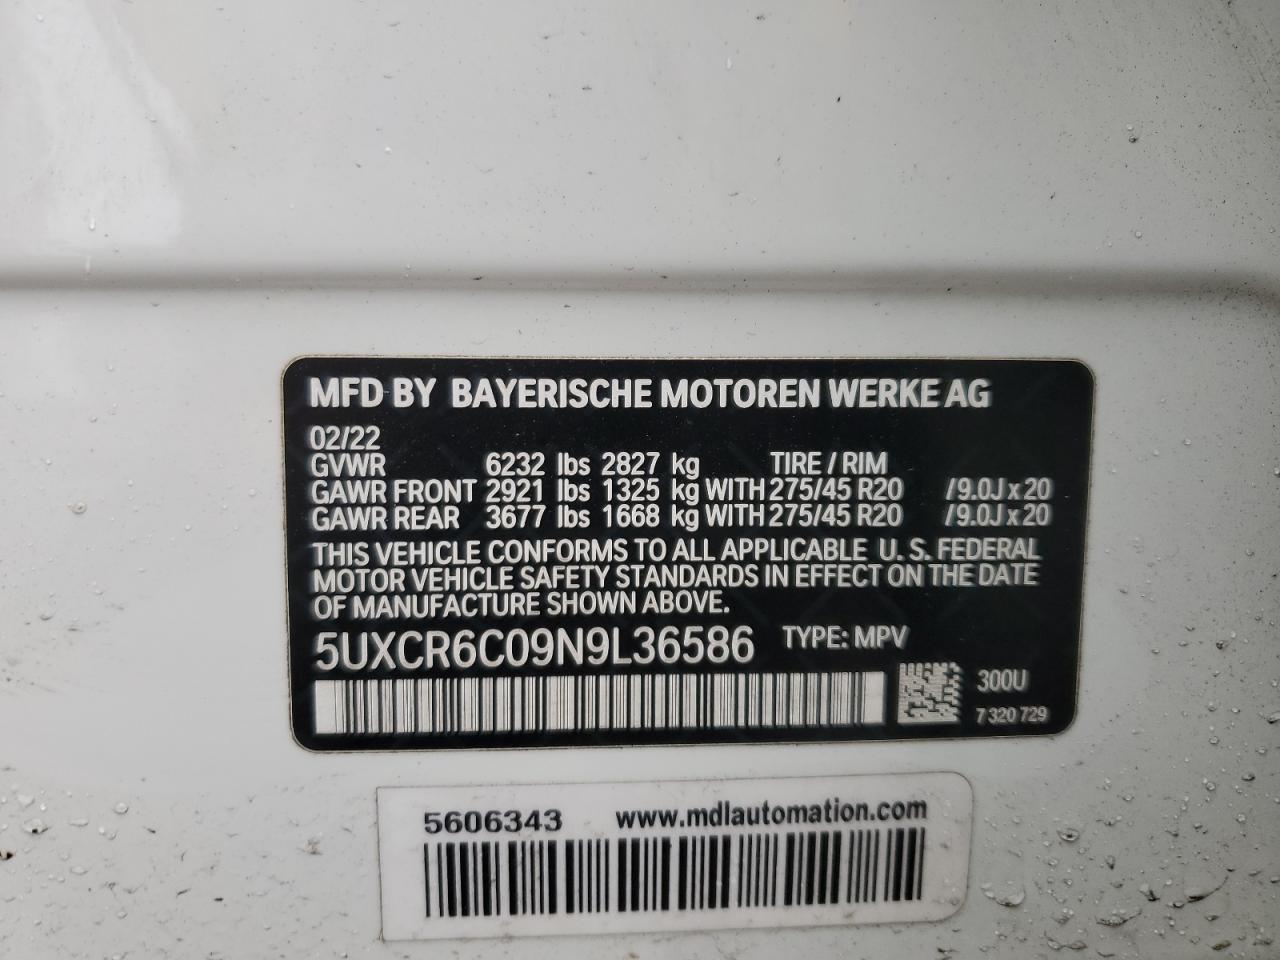 MFD BY BAYERISCHE MOTOREN WERKE AG
02/22
GVWR 6232 lbs 2827 kg TIRE / RIM
GAWR FRONT 2921 lbs 1325 kg WITH 275/45 R20 /9.0J x 20
GAWR REAR 3677 lbs 1668 kg WITH 275/45 R20 /9.0J x 20
THIS VEHICLE CONFORMS TO ALL APPLICABLE U. S. FEDERAL
MOTOR VEHICLE SAFETY STANDARDS IN EFFECT ON THE DATE
OF MANUFACTURE SHOWN ABOVE.
5UXCR6C09N9L36586 TYPE: MPV
300U
7 320 729
5606343 www.mdlautomation.com